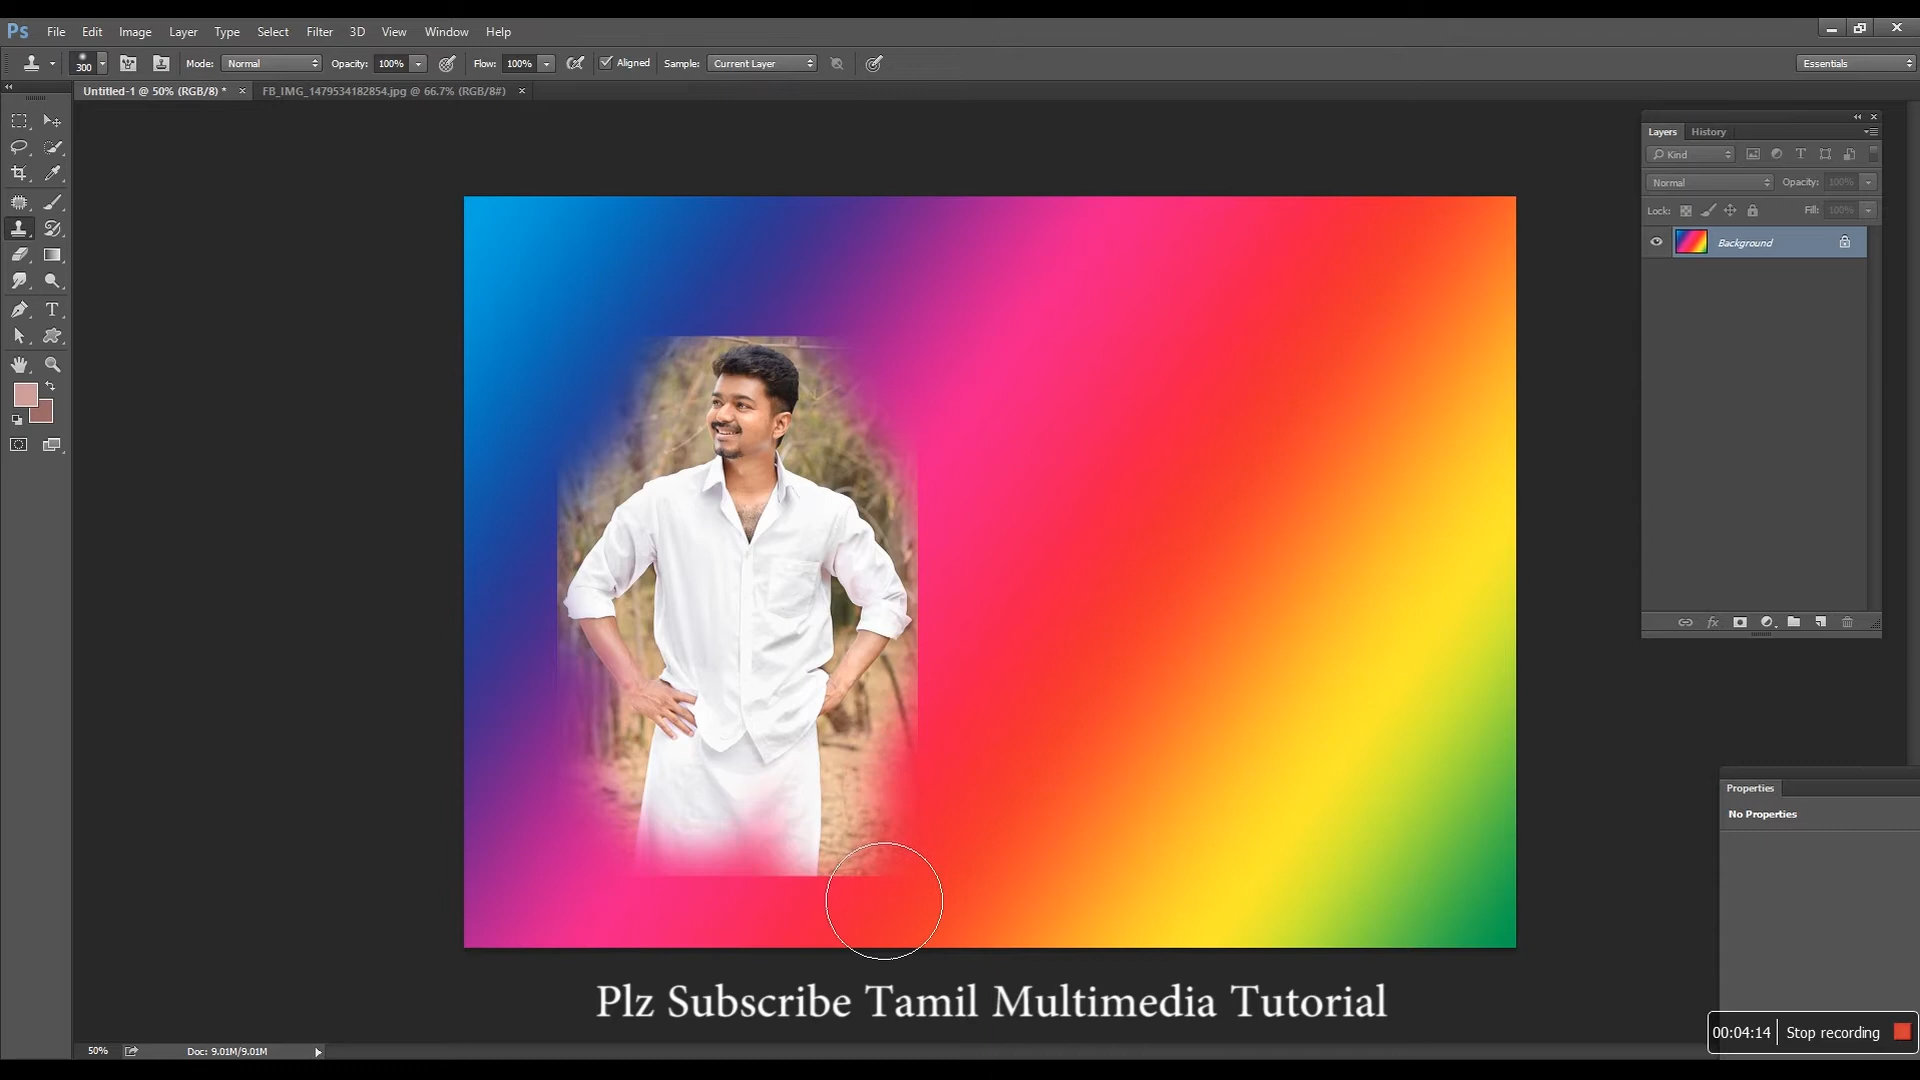 Ps File Edit Image Layer Type Select Filter 3D View Window Help
300 Mode: Normal Opacity: 100% Flow: 100% Aligned Sample: Current Layer Essentials
Untitled-1 @ 50% (RGB/8) * × FB_IMG_1479534182854.jpg @ 66.7% (RGB/8#) ×
Layers History
Kind
Normal Opacity: 100%
Lock: Fill: 100%
Background
Properties
No Properties
Plz Subscribe Tamil Multimedia Tutorial
00:04:14 Stop recording
50% Doc: 9.01M/9.01M